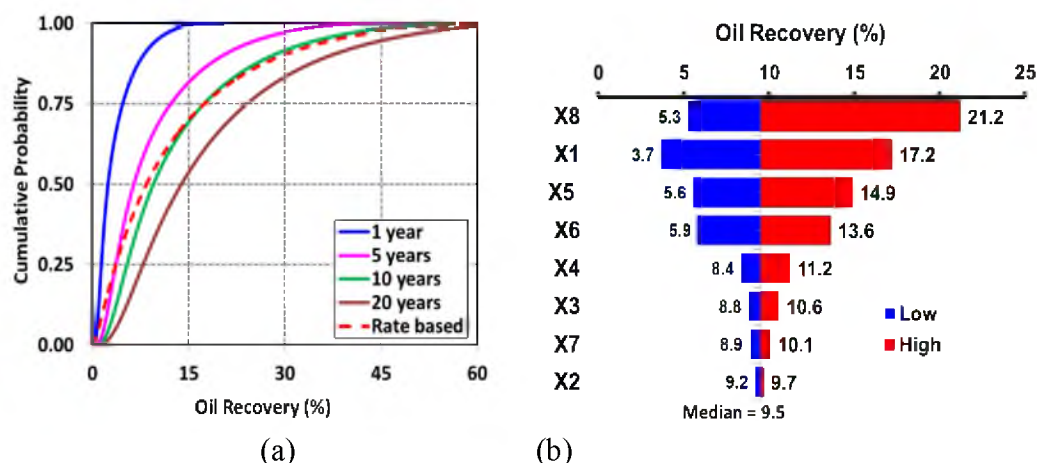 1.00
0.75
0.50
0.25
0.00
Cumulative Probability
0 15 30 45 60
Oil Recovery (%)
1 year
5 years
10 years
20 years
Rate based
(a)
Oil Recovery (%)
0 5 10 15 20 25
X8 5.3 21.2
X1 3.7 17.2
X5 5.6 14.9
X6 5.9 13.6
X4 8.4 11.2
X3 8.8 10.6
X7 8.9 10.1
X2 9.2 9.7
Low
High
Median = 9.5
(b)